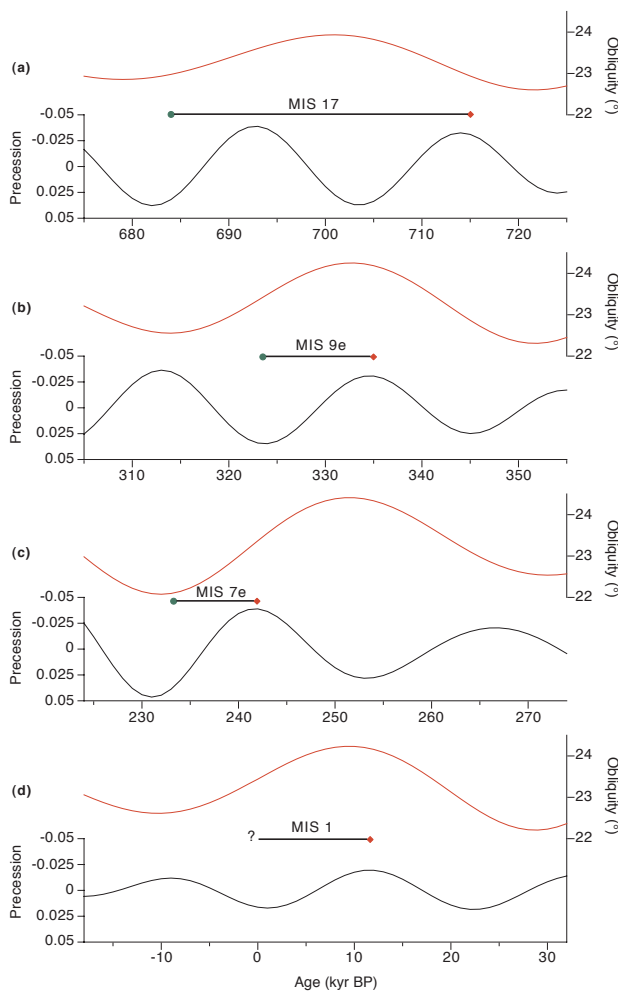 24
(a)
23
Obliquity (°)
-0.05
MIS 17
22
-0.025
Precession
0
0.025
0.05
680 690 700 710 720
(b)
24
23
Obliquity (°)
-0.05
MIS 9e
22
-0.025
Precession
0
0.025
0.05
310 320 330 340 350
(c)
24
23
Obliquity (°)
-0.05
MIS 7e
22
-0.025
Precession
0
0.025
0.05
230 240 250 260 270
(d)
24
23
Obliquity (°)
-0.05
? MIS 1
22
-0.025
Precession
0
0.025
0.05
-10 0 10 20 30
Age (kyr BP)